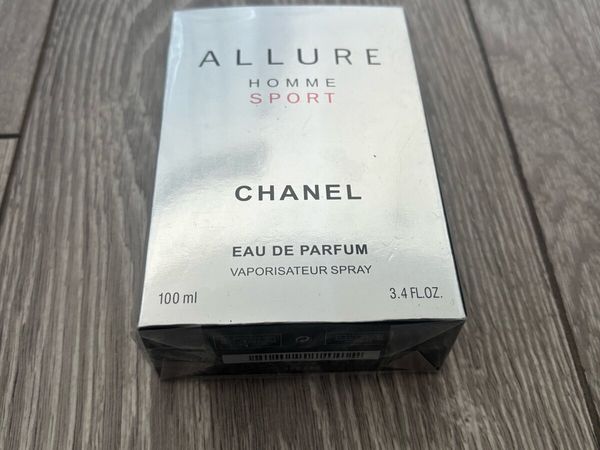 ALLURE
HOMME
SPORT
CHANEL
EAU DE PARFUM
VAPORISATEUR SPRAY
100 ml
3.4 FL.OZ.